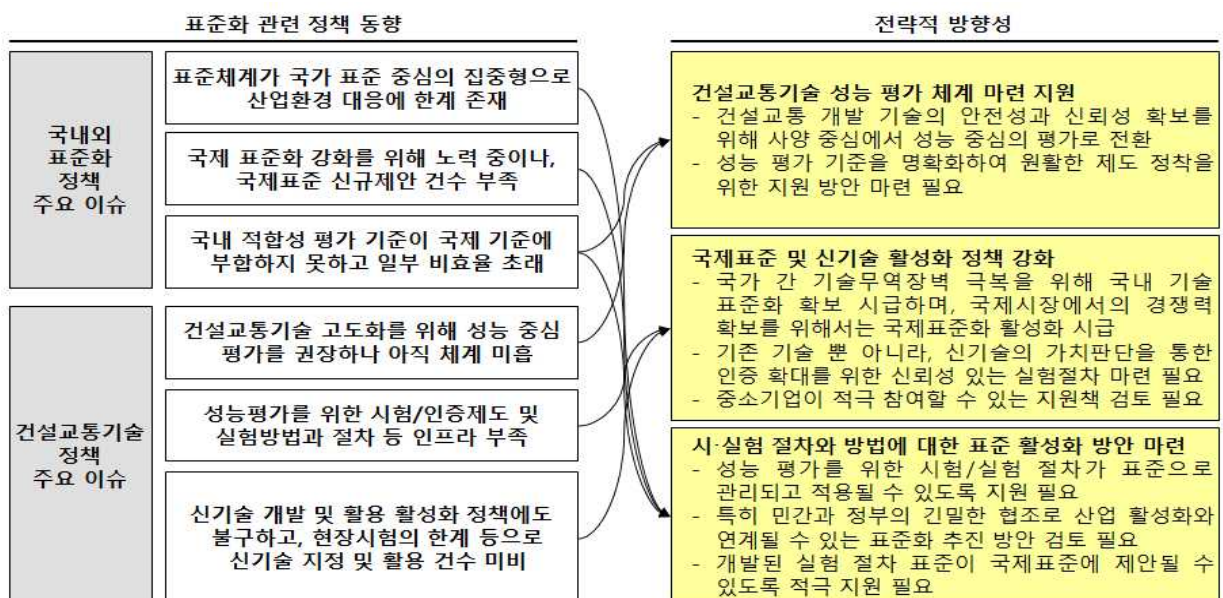 표준화 관련 정책 동향
국내외
표준화
정책
주요 이슈
표준체계가 국가 표준 중심의 집중형으로
산업환경 대응에 한계 존재
국제 표준화 강화를 위해 노력 중이나,
국제표준 신규제안 건수 부족
국내 적합성 평가 기준이 국제 기준에
부합하지 못하고 일부 비효율 초래
건설교통기술
정책
주요 이슈
건설교통기술 고도화를 위해 성능 중심
평가를 권장하나 아직 체계 미흡
성능평가를 위한 시험/인증제도 및
실험방법과 절차 등 인프라 부족
신기술 개발 및 활용 활성화 정책에도
불구하고, 현장시험의 한계 등으로
신기술 지정 및 활용 건수 미비
전략적 방향성
건설교통기술 성능 평가 체계 마련 지원
- 건설교통 개발 기술의 안전성과 신뢰성 확보를
위해 사양 중심에서 성능 중심의 평가로 전환
- 성능 평가 기준을 명확화하여 원활한 제도 정착을
위한 지원 방안 마련 필요
국제표준 및 신기술 활성화 정책 강화
- 국가 간 기술무역장벽 극복을 위해 국내 기술
표준화 확보 시급하며, 국제시장에서의 경쟁력
확보를 위해서는 국제표준화 활성화 시급
- 기존 기술 뿐 아니라, 신기술의 가치판단을 통한
인증 확대를 위한 신뢰성 있는 실험절차 마련 필요
- 중소기업이 적극 참여할 수 있는 지원책 검토 필요
시·실험 절차와 방법에 대한 표준 활성화 방안 마련
- 성능 평가를 위한 시험/실험 절차가 표준으로
관리되고 적용될 수 있도록 지원 필요
- 특히 민간과 정부의 긴밀한 협조로 산업 활성화와
연계될 수 있는 표준화 추진 방안 검토 필요
- 개발된 실험 절차 표준이 국제표준에 제안될 수
있도록 적극 지원 필요